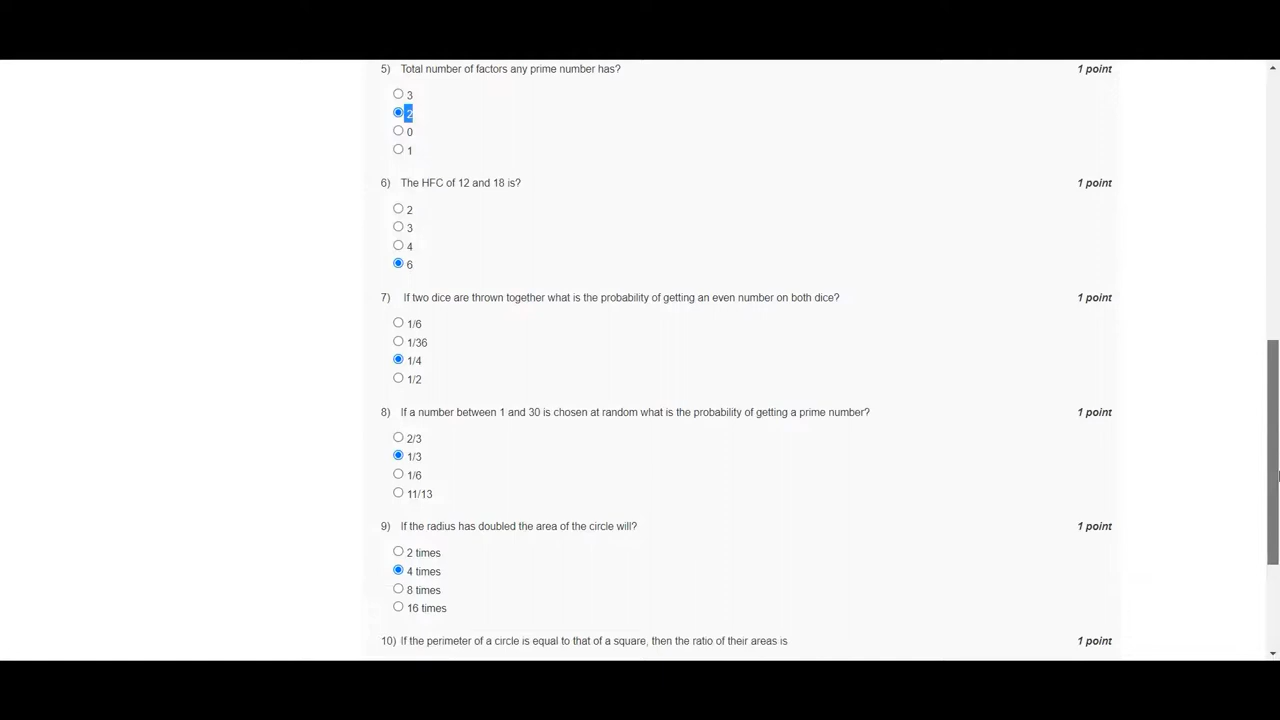 5) Total number of factors any prime number has? 1 point
3
2
0
1
6) The HFC of 12 and 18 is? 1 point
2
3
4
6
7) If two dice are thrown together what is the probability of getting an even number on both dice? 1 point
1/6
1/36
1/4
1/2
8) If a number between 1 and 30 is chosen at random what is the probability of getting a prime number? 1 point
2/3
1/3
1/6
11/13
9) If the radius has doubled the area of the circle will? 1 point
2 times
4 times
8 times
16 times
10) If the perimeter of a circle is equal to that of a square, then the ratio of their areas is 1 point